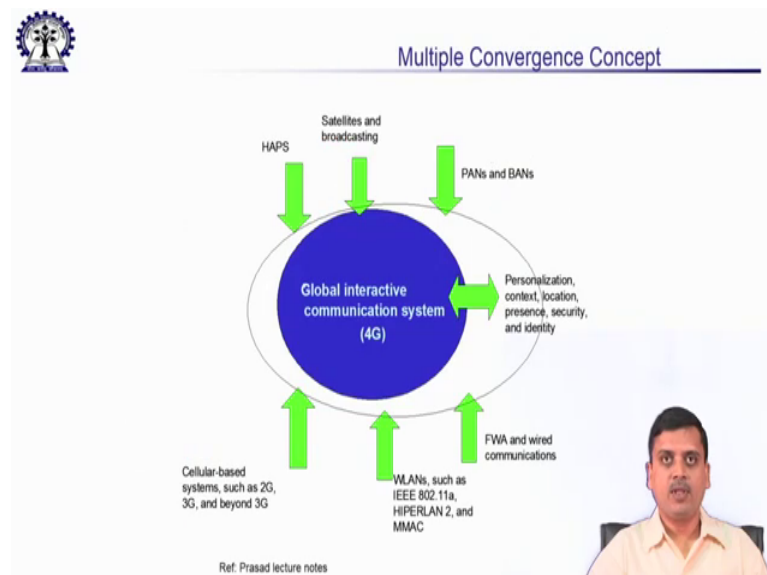 Multiple Convergence Concept
Satellites and
broadcasting
HAPS
PANs and BANs
Global interactive
communication system
(4G)
Personalization,
context, location,
presence, security,
and identity
Cellular-based
systems, such as 2G,
3G, and beyond 3G
WLANs, such as
IEEE 802.11a,
HIPERLAN 2, and
MMAC
FWA and wired
communications
Ref: Prasad lecture notes